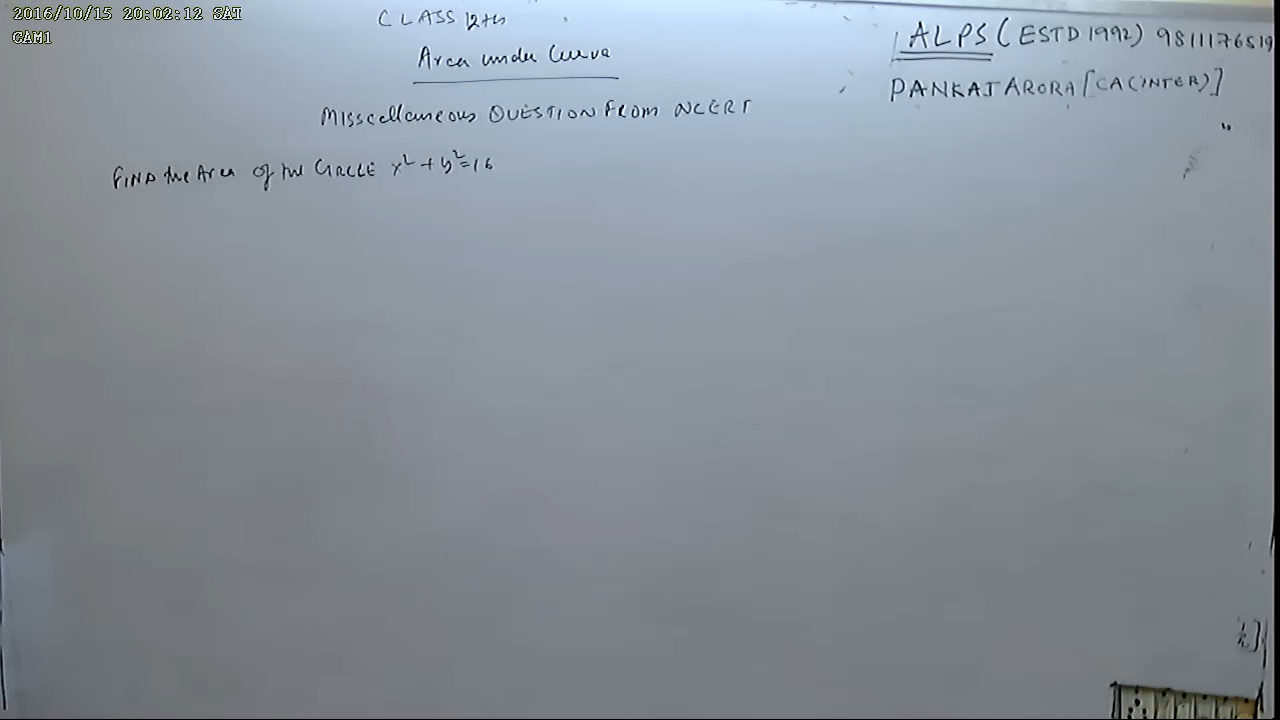 2016/10/15 20:02:12 SAT
CAM1
CLASS 12th
Area under Curve
Misscellaneous QUESTION FROM NCERT
FIND the Area of the CIRCLE x²+y²=16
ALPS (ESTD 1992) 9811176519
PANKAJ ARORA [CA(INTER)]